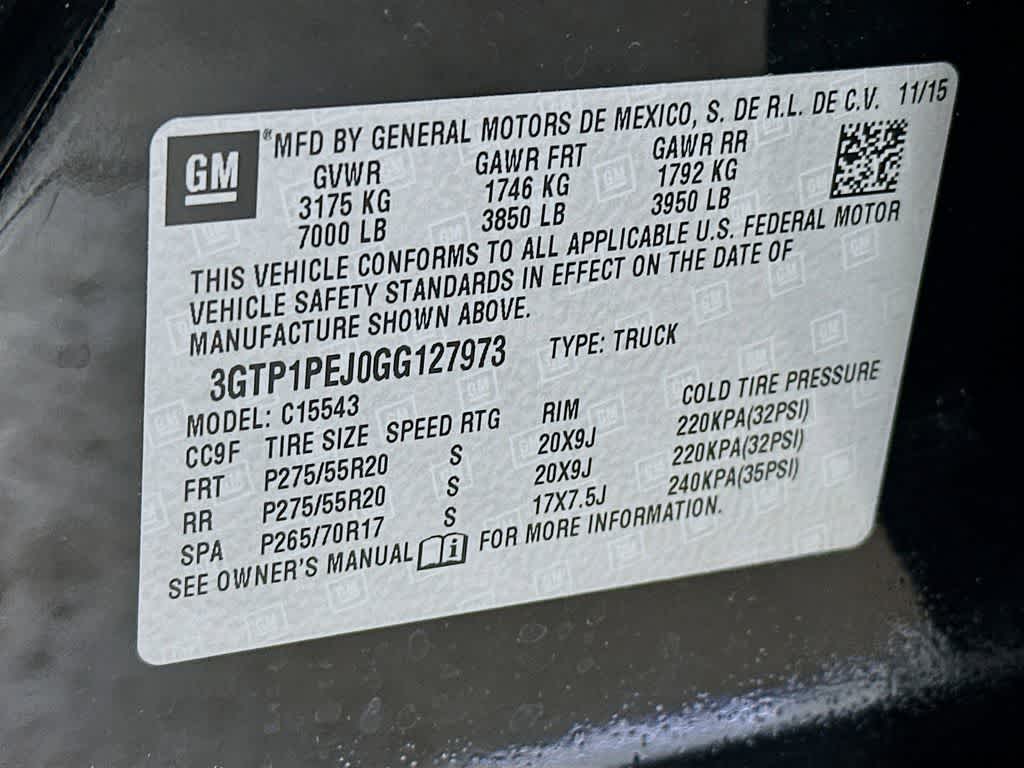 GM ® MFD BY GENERAL MOTORS DE MEXICO, S. DE R.L. DE C.V. 11/15
GVWR GAWR FRT GAWR RR
3175 KG 1746 KG 1792 KG
7000 LB 3850 LB 3950 LB
THIS VEHICLE CONFORMS TO ALL APPLICABLE U.S. FEDERAL MOTOR
VEHICLE SAFETY STANDARDS IN EFFECT ON THE DATE OF
MANUFACTURE SHOWN ABOVE.
3GTP1PEJ0GG127973 TYPE: TRUCK
MODEL: C15543
CC9F TIRE SIZE SPEED RTG RIM COLD TIRE PRESSURE
FRT P275/55R20 S 20X9J 220KPA(32PSI)
RR P275/55R20 S 20X9J 220KPA(32PSI)
SPA P265/70R17 S 17X7.5J 240KPA(35PSI)
SEE OWNER'S MANUAL FOR MORE INFORMATION.